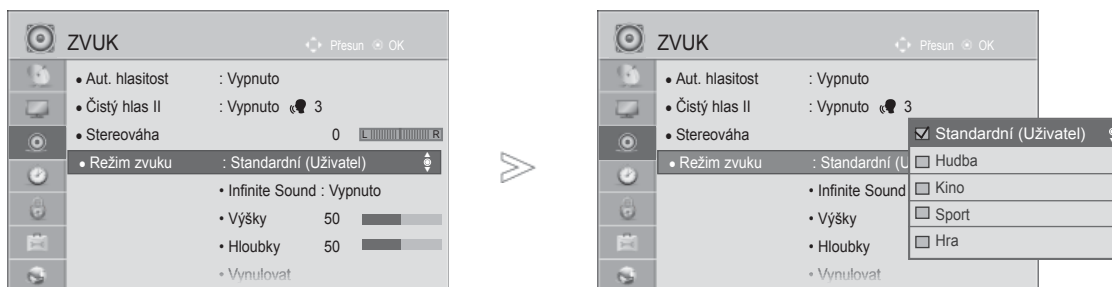 ZVUK
Přesun OK
• Aut. hlasitost : Vypnuto
• Čistý hlas II : Vypnuto 3
• Stereováha 0 L R
• Režim zvuku : Standardní (Uživatel)
• Infinite Sound : Vypnuto
• Výšky 50
• Hloubky 50
• Vynulovat
ZVUK
Přesun OK
• Aut. hlasitost : Vypnuto
• Čistý hlas II : Vypnuto 3
• Stereováha
• Režim zvuku : Standardní (U
• Infinite Sound
• Výšky
• Hloubky
• Vynulovat
Standardní (Uživatel)
Hudba
Kino
Sport
Hra